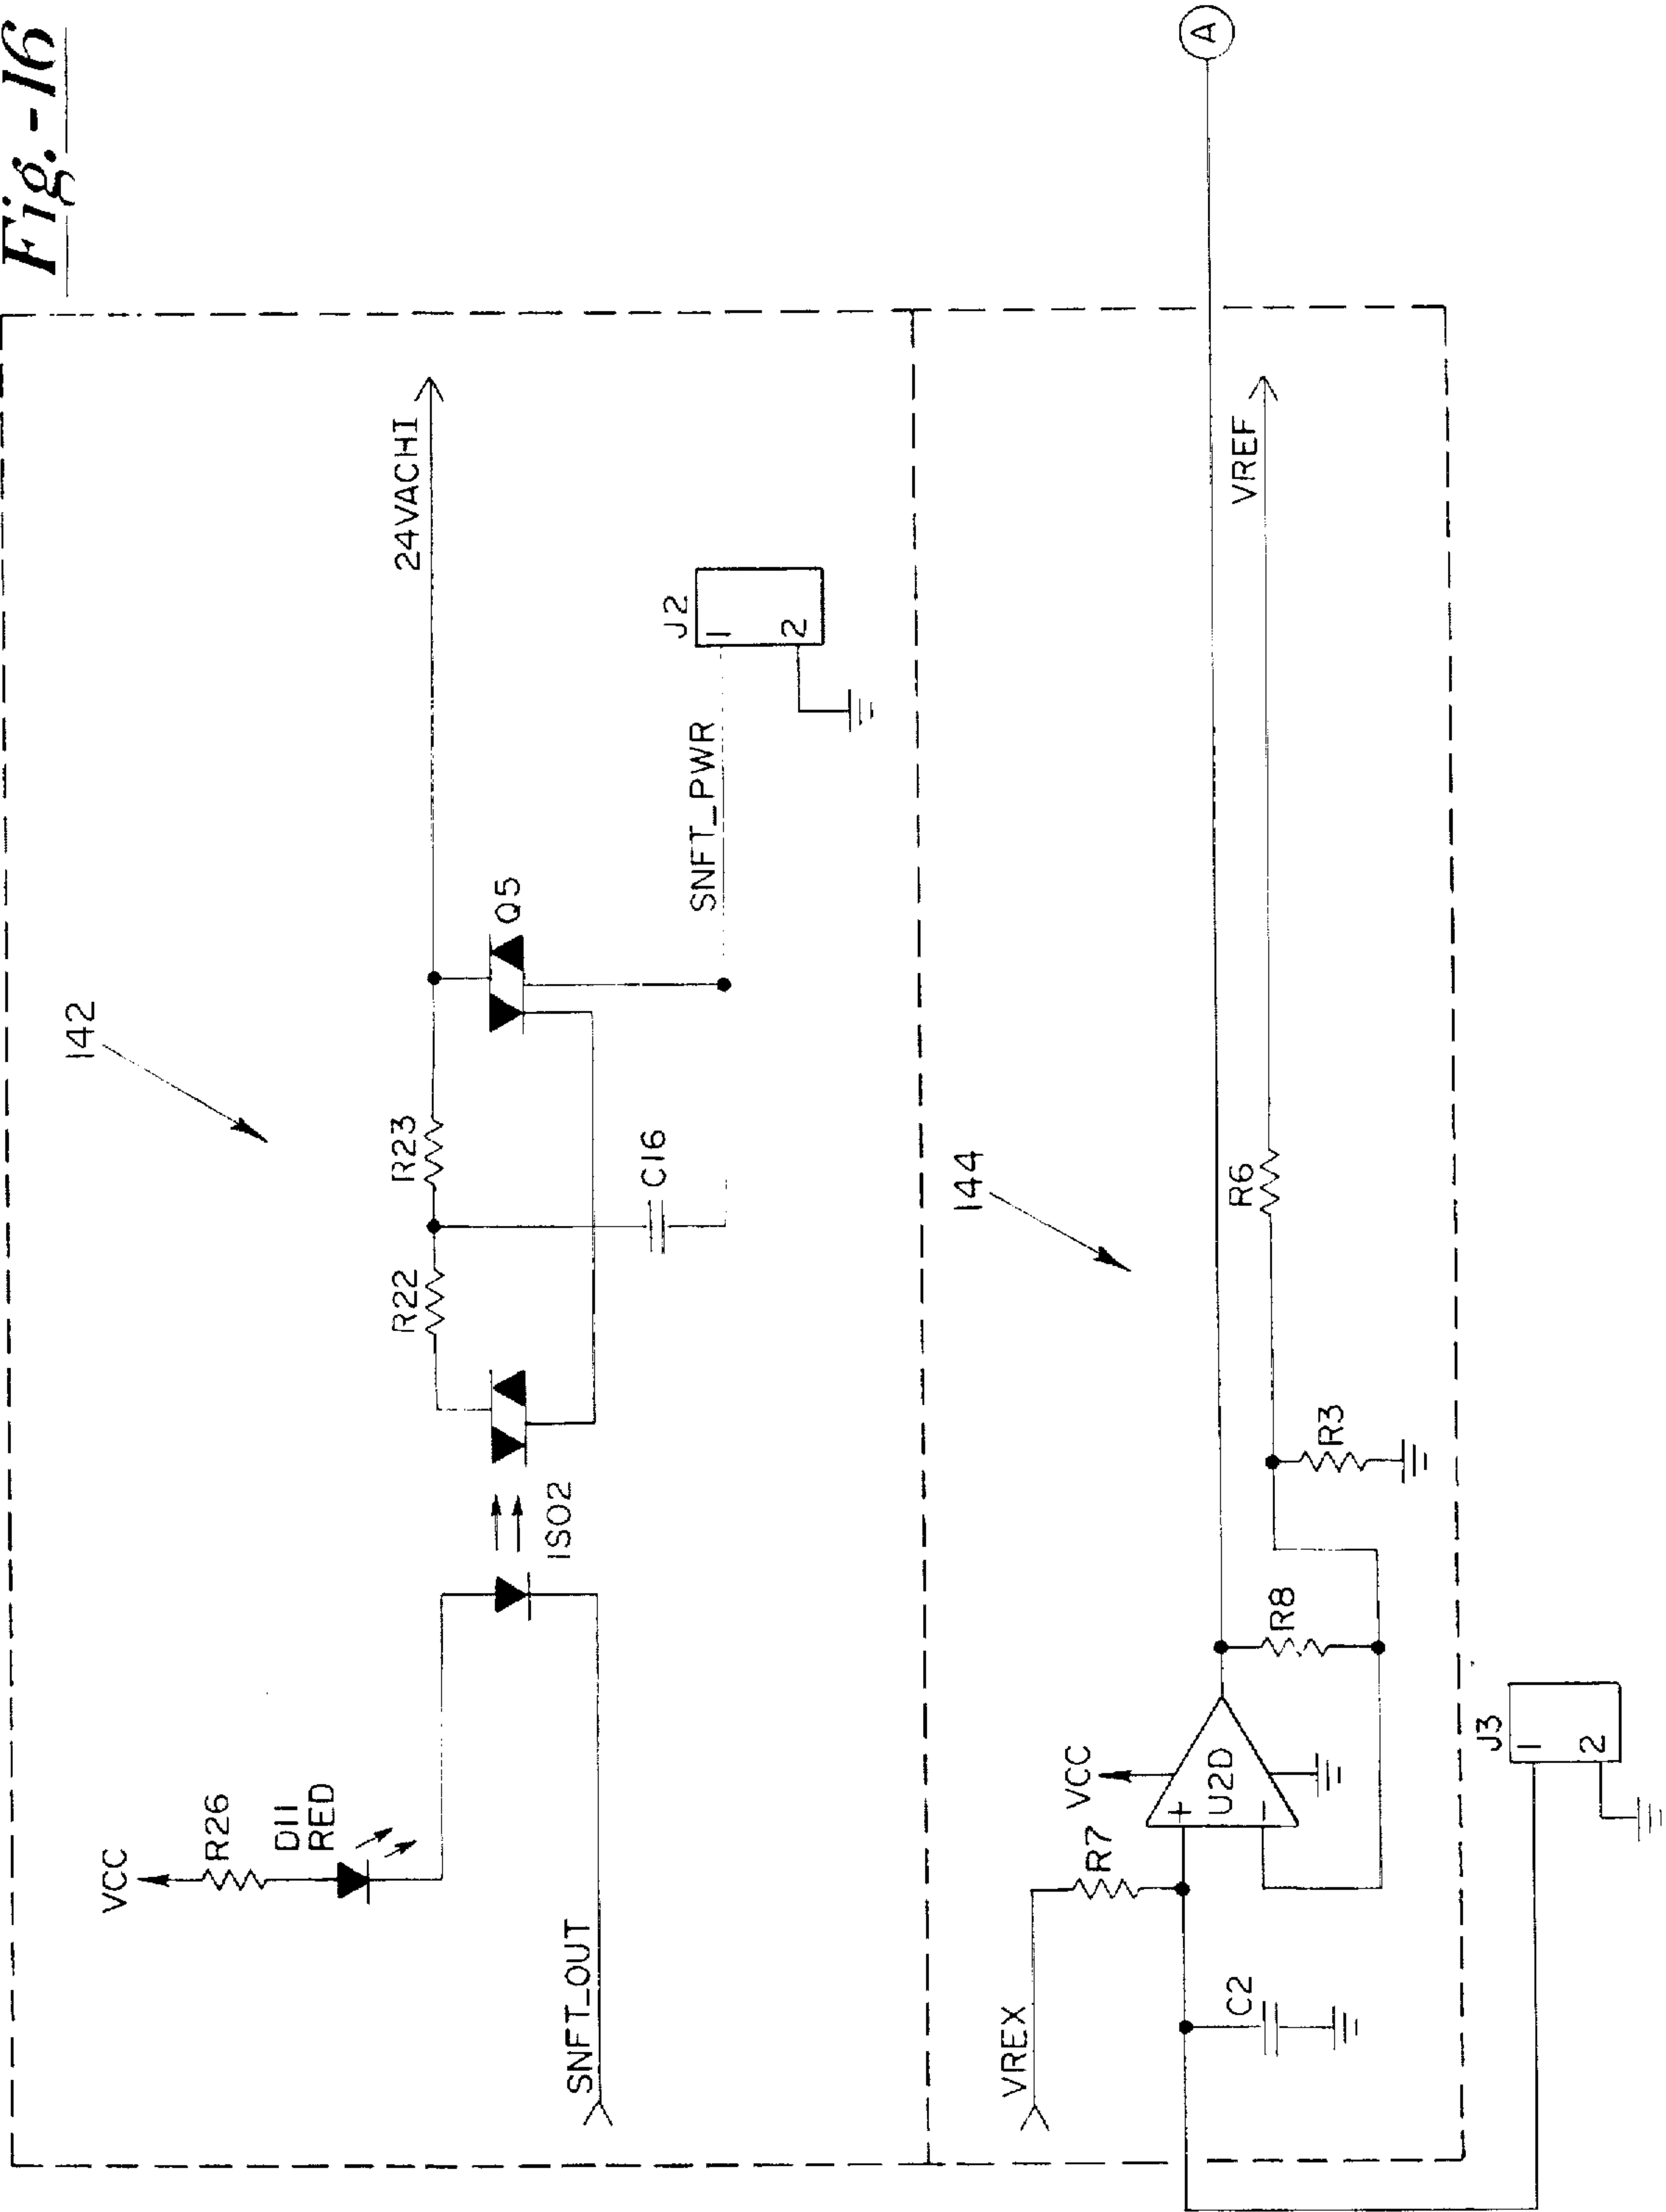 Fig.-16
142
VCC
R26
D11
RED
SNFT_OUT
ISO2
R22
R23
C16
Q5
24VACHI
SNFT_PWR
J2
1
2
144
VREX
R7
C2
VCC
+
U2D
-
R8
R3
R6
VREF
A
J3
1
2